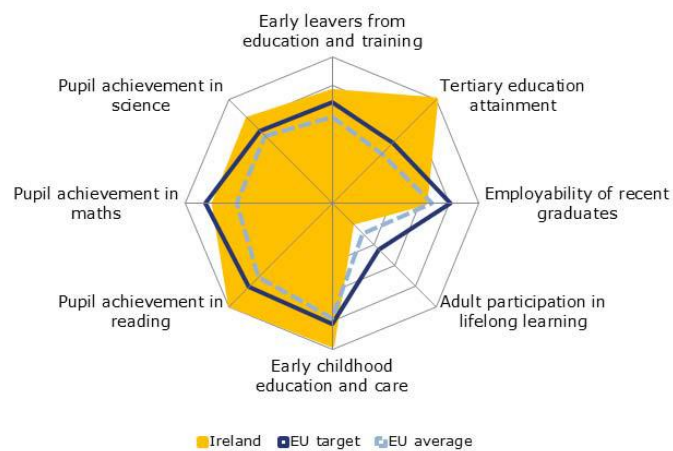 Early leavers from
education and training
Pupil achievement in
science
Tertiary education
attainment
Pupil achievement in
maths
Employability of recent
graduates
Pupil achievement in
reading
Adult participation in
lifelong learning
Early childhood
education and care
Ireland EU target EU average